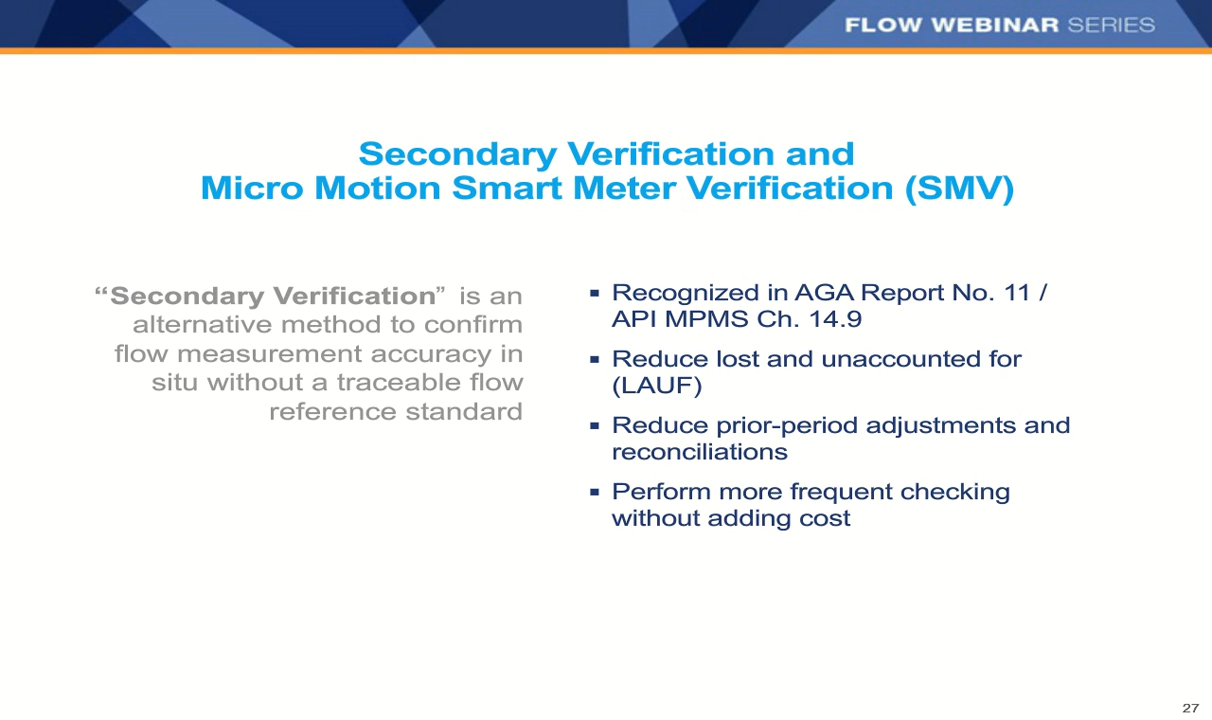 FLOW WEBINAR SERIES
Secondary Verification and
Micro Motion Smart Meter Verification (SMV)
“Secondary Verification” is an
alternative method to confirm
flow measurement accuracy in
situ without a traceable flow
reference standard
▪ Recognized in AGA Report No. 11 /
API MPMS Ch. 14.9
▪ Reduce lost and unaccounted for
(LAUF)
▪ Reduce prior-period adjustments and
reconciliations
▪ Perform more frequent checking
without adding cost
27